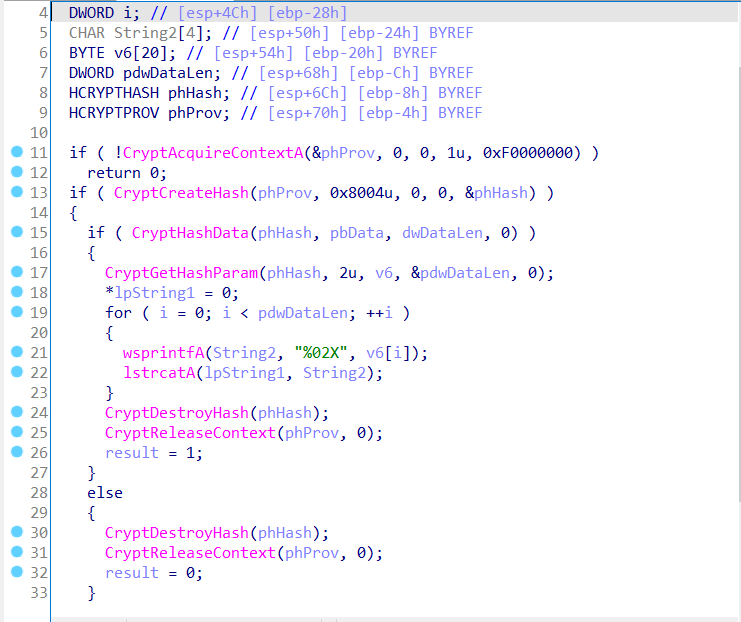 4 DWORD i; // [esp+4Ch] [ebp-28h]
5 CHAR String2[4]; // [esp+50h] [ebp-24h] BYREF
6 BYTE v6[20]; // [esp+54h] [ebp-20h] BYREF
7 DWORD pdwDataLen; // [esp+68h] [ebp-Ch] BYREF
8 HCRYPTHASH phHash; // [esp+6Ch] [ebp-8h] BYREF
9 HCRYPTPROV phProv; // [esp+70h] [ebp-4h] BYREF
10
11 if ( !CryptAcquireContextA(&phProv, 0, 0, 1u, 0xF0000000) )
12 return 0;
13 if ( CryptCreateHash(phProv, 0x8004u, 0, 0, &phHash) )
14 {
15 if ( CryptHashData(phHash, pbData, dwDataLen, 0) )
16 {
17 CryptGetHashParam(phHash, 2u, v6, &pdwDataLen, 0);
18 *lpString1 = 0;
19 for ( i = 0; i < pdwDataLen; ++i )
20 {
21 wsprintfA(String2, "%02X", v6[i]);
22 lstrcatA(lpString1, String2);
23 }
24 CryptDestroyHash(phHash);
25 CryptReleaseContext(phProv, 0);
26 result = 1;
27 }
28 else
29 {
30 CryptDestroyHash(phHash);
31 CryptReleaseContext(phProv, 0);
32 result = 0;
33 }